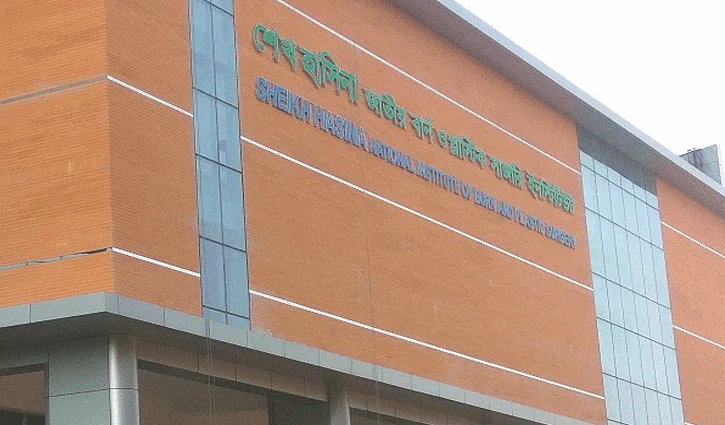 শেখ হাসিনা জাতীয় বার্ন ও প্লাস্টিক সার্জারি ইনস্টিটিউট
SHEIKH HASINA NATIONAL INSTITUTE OF BURN AND PLASTIC SURGERY